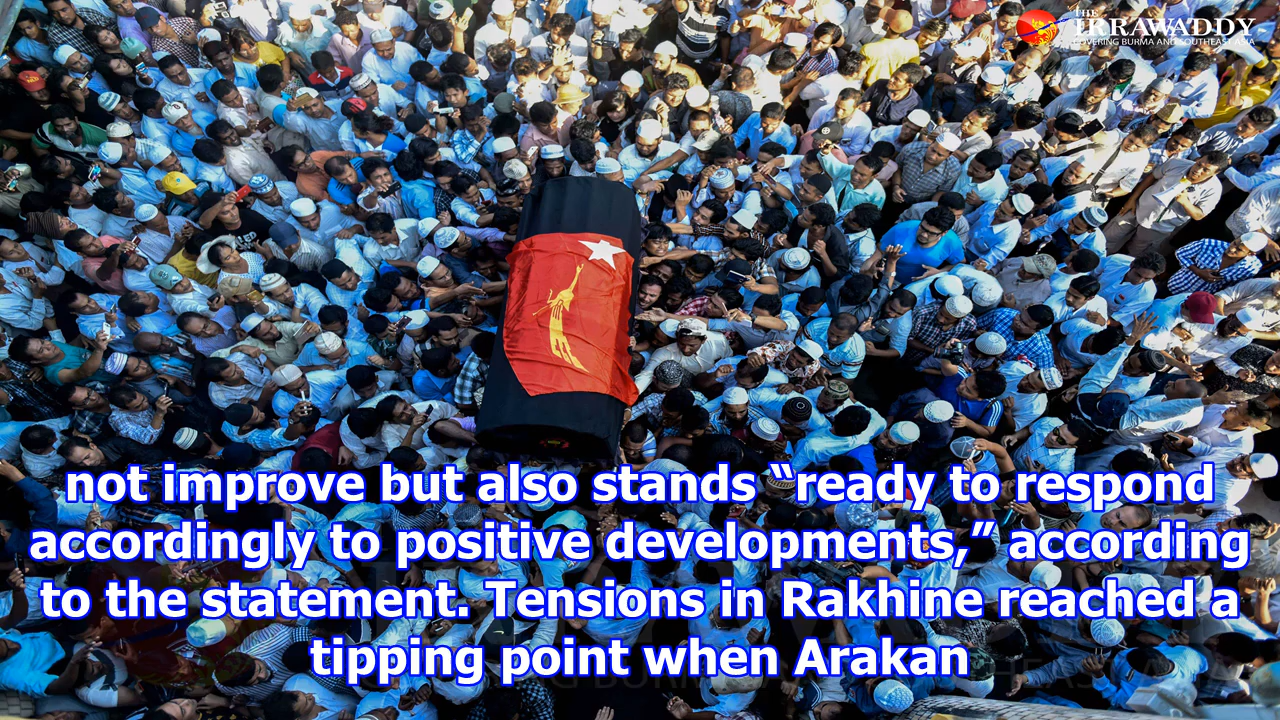 THE
IRRAWADDY
COVERING BURMA AND SOUTHEAST ASIA
not improve but also stands “ready to respond
accordingly to positive developments,” according
to the statement. Tensions in Rakhine reached a
tipping point when Arakan